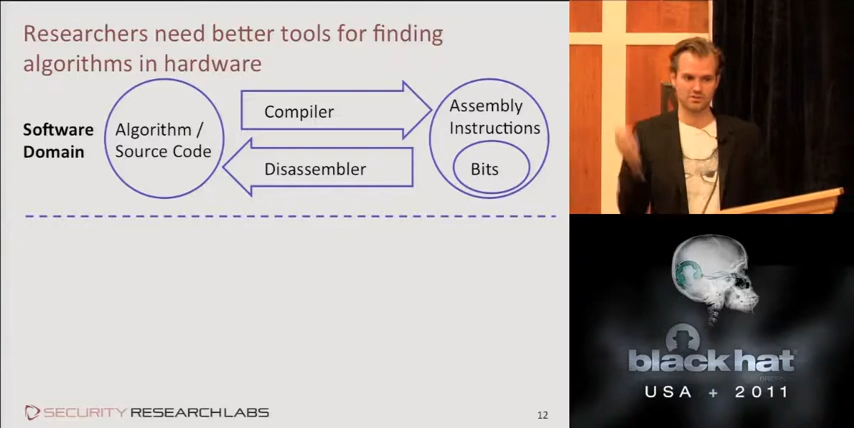 Researchers need better tools for finding
algorithms in hardware
Software
Domain
Algorithm /
Source Code
Compiler
Disassembler
Assembly
Instructions
Bits
SECURITY RESEARCH LABS
12
black hat
USA + 2011